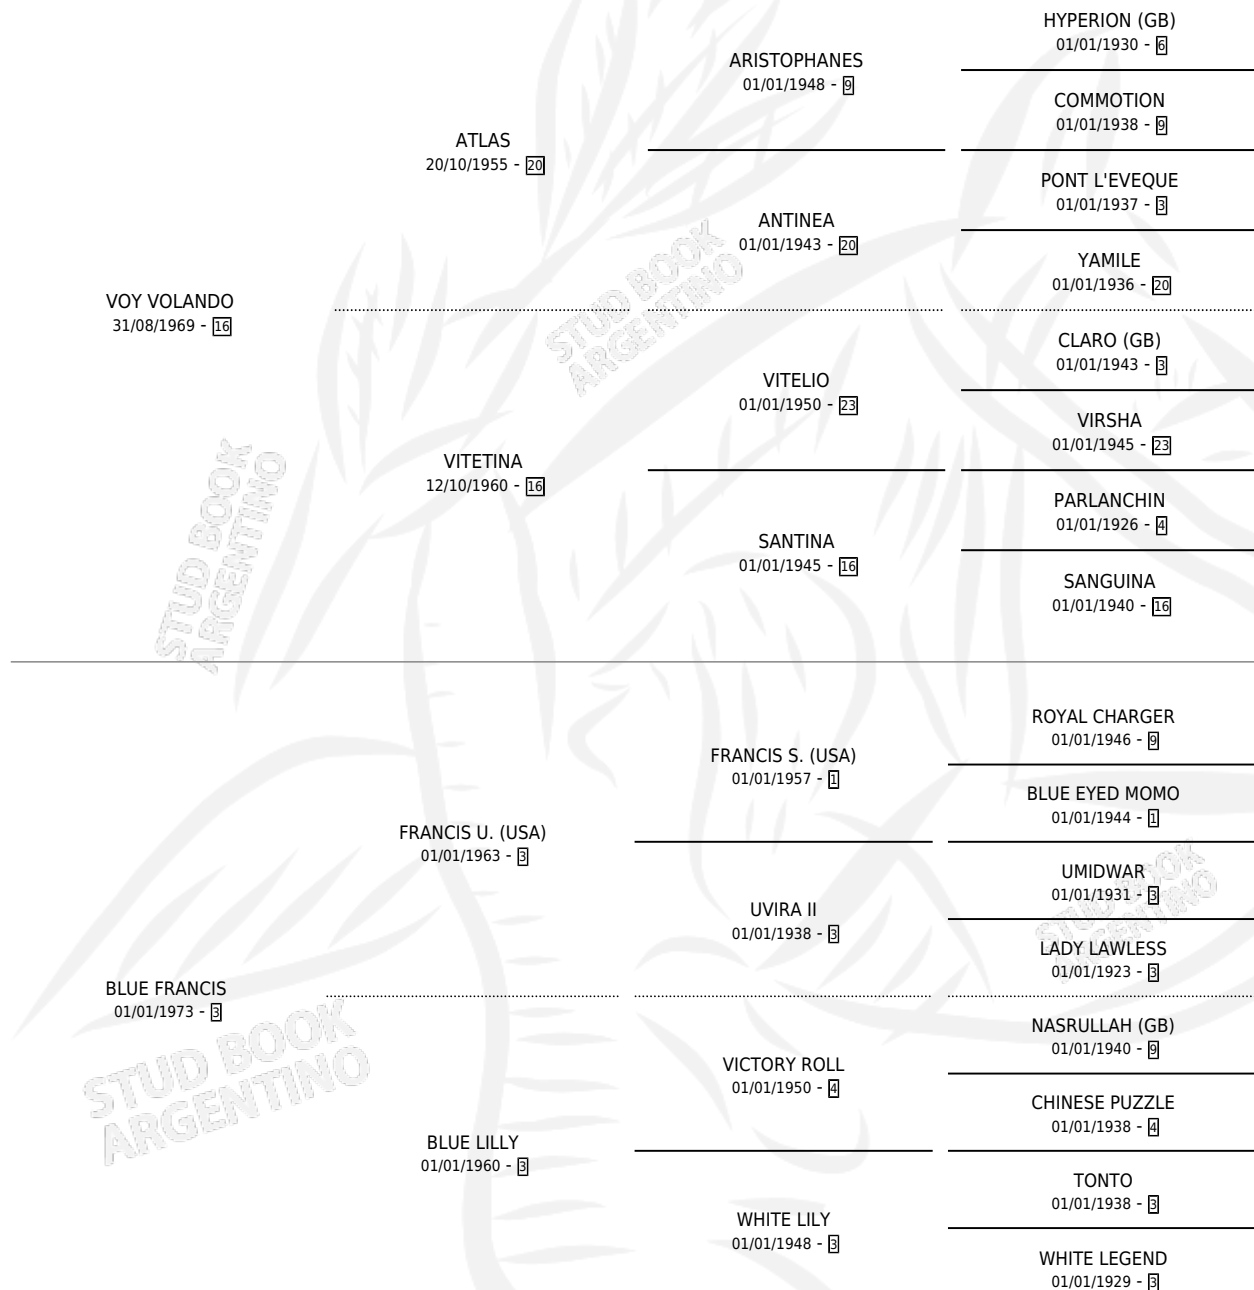 HYPERION (GB)
01/01/1930 - 6
ARISTOPHANES
01/01/1948 - 9
COMMOTION
01/01/1938 - 9
ATLAS
20/10/1955 - 20
PONT L'EVEQUE
01/01/1937 - 3
ANTINEA
01/01/1943 - 20
YAMILE
01/01/1936 - 20
VOY VOLANDO
31/08/1969 - 16
STUD BOOK
ARGENTINO
CLARO (GB)
01/01/1943 - 3
VITELIO
01/01/1950 - 23
VIRSHA
01/01/1945 - 23
VITETINA
12/10/1960 - 16
PARLANCHIN
01/01/1926 - 4
SANTINA
01/01/1945 - 16
SANGUINA
01/01/1940 - 16
STUD BOOK
ARGENTINO
ROYAL CHARGER
01/01/1946 - 9
FRANCIS S. (USA)
01/01/1957 - 1
BLUE EYED MOMO
01/01/1944 - 1
FRANCIS U. (USA)
01/01/1963 - 3
UMIDWAR
01/01/1931 - 3
UVIRA II
01/01/1938 - 3
STUD BOOK
ARGENTINO
LADY LAWLESS
01/01/1923 - 3
BLUE FRANCIS
01/01/1973 - 3
NASRULLAH (GB)
01/01/1940 - 9
STUD BOOK
ARGENTINO
VICTORY ROLL
01/01/1950 - 4
CHINESE PUZZLE
01/01/1938 - 4
BLUE LILLY
01/01/1960 - 3
TONTO
01/01/1938 - 3
WHITE LILY
01/01/1948 - 3
WHITE LEGEND
01/01/1929 - 3